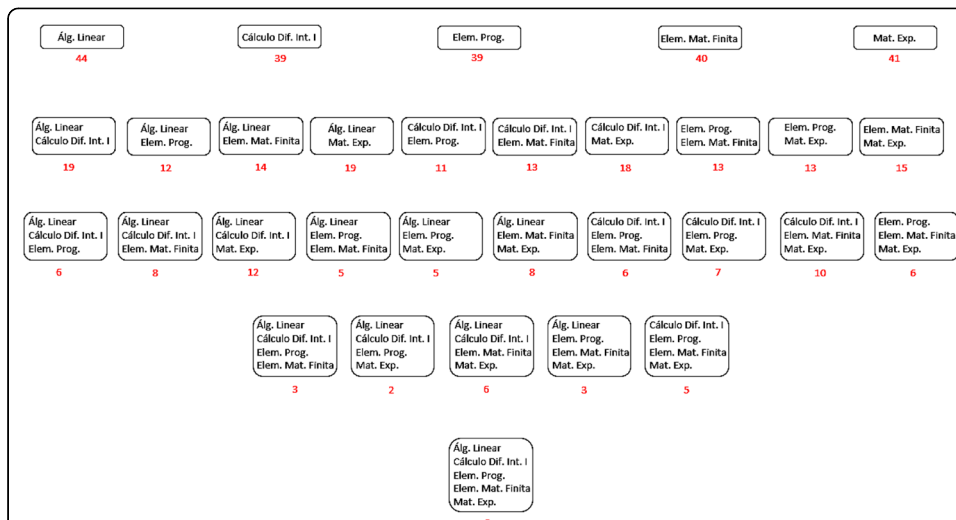 Álg. Linear
44
Cálculo Dif. Int. I
39
Elem. Prog.
39
Elem. Mat. Finita
40
Mat. Exp.
41
Álg. Linear
Cálculo Dif. Int. I
19
Álg. Linear
Elem. Prog.
12
Álg. Linear
Elem. Mat. Finita
14
Álg. Linear
Mat. Exp.
19
Cálculo Dif. Int. I
Elem. Prog.
11
Cálculo Dif. Int. I
Elem. Mat. Finita
13
Cálculo Dif. Int. I
Mat. Exp.
18
Elem. Prog.
Elem. Mat. Finita
13
Elem. Prog.
Mat. Exp.
13
Elem. Mat. Finita
Mat. Exp.
15
Álg. Linear
Cálculo Dif. Int. I
Elem. Prog.
6
Álg. Linear
Cálculo Dif. Int. I
Elem. Mat. Finita
8
Álg. Linear
Cálculo Dif. Int. I
Mat. Exp.
12
Álg. Linear
Elem. Prog.
Elem. Mat. Finita
5
Álg. Linear
Elem. Prog.
Mat. Exp.
5
Álg. Linear
Elem. Mat. Finita
Mat. Exp.
8
Cálculo Dif. Int. I
Elem. Prog.
Elem. Mat. Finita
6
Cálculo Dif. Int. I
Elem. Prog.
Mat. Exp.
7
Cálculo Dif. Int. I
Elem. Mat. Finita
Mat. Exp.
10
Elem. Prog.
Elem. Mat. Finita
Mat. Exp.
6
Álg. Linear
Cálculo Dif. Int. I
Elem. Prog.
Elem. Mat. Finita
3
Álg. Linear
Cálculo Dif. Int. I
Elem. Prog.
Mat. Exp.
2
Álg. Linear
Cálculo Dif. Int. I
Elem. Mat. Finita
Mat. Exp.
6
Álg. Linear
Elem. Prog.
Elem. Mat. Finita
Mat. Exp.
3
Cálculo Dif. Int. I
Elem. Prog.
Elem. Mat. Finita
Mat. Exp.
5
Álg. Linear
Cálculo Dif. Int. I
Elem. Prog.
Elem. Mat. Finita
Mat. Exp.